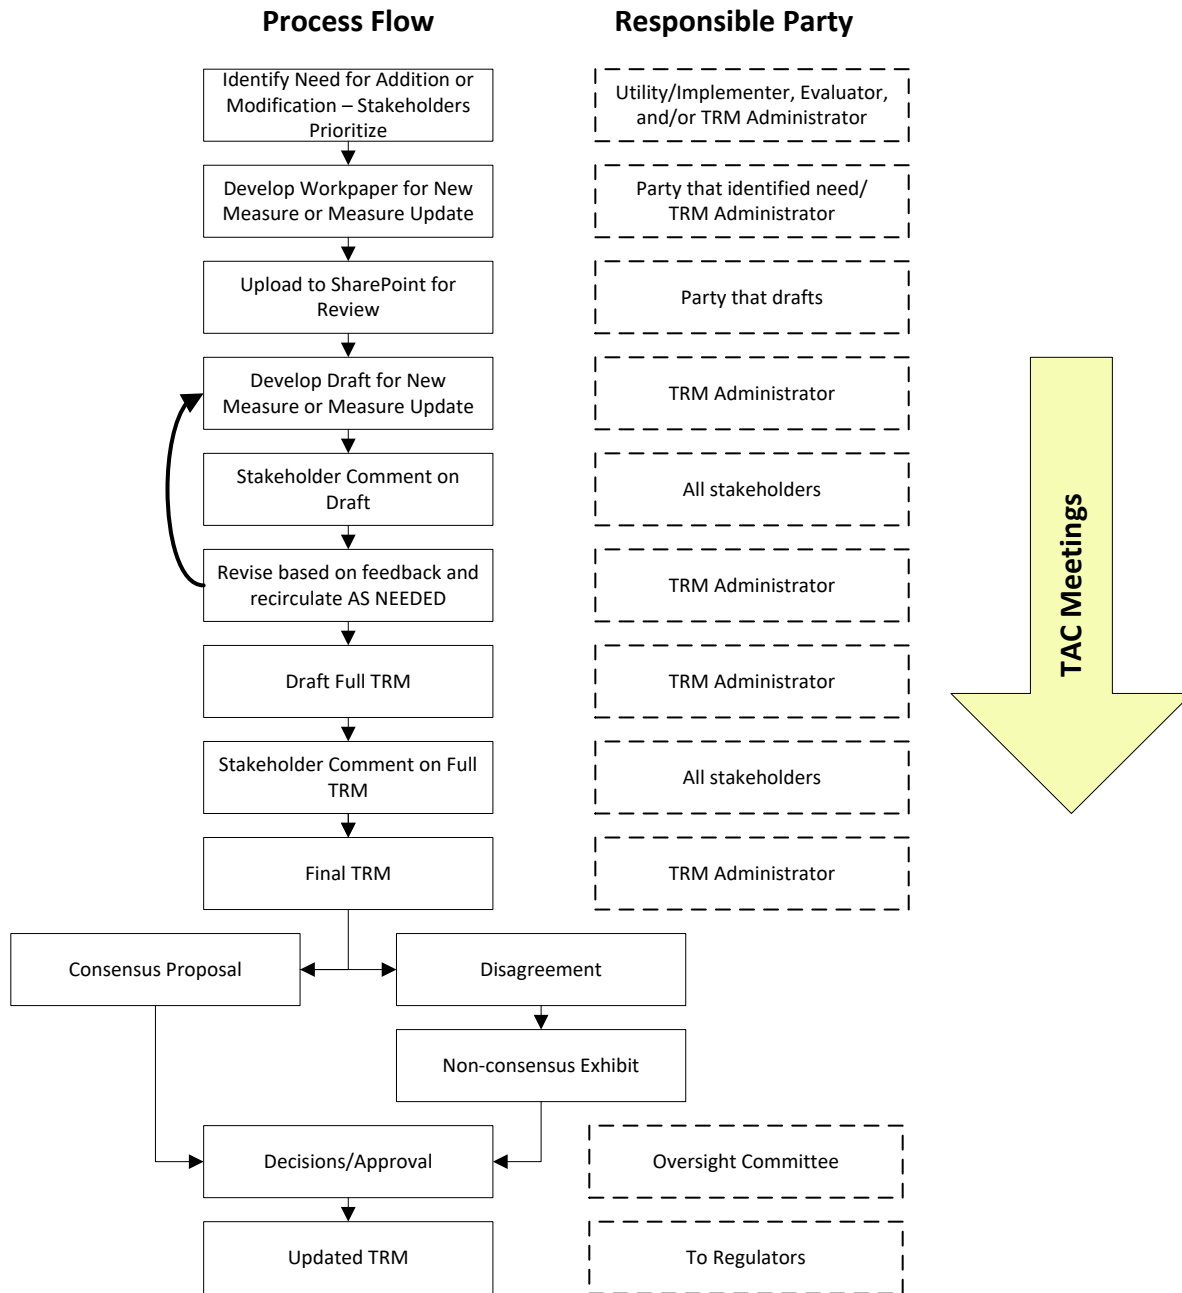 Process Flow
Responsible Party
Identify Need for Addition or
Modification – Stakeholders
Prioritize
Utility/Implementer, Evaluator,
and/or TRM Administrator
Develop Workpaper for New
Measure or Measure Update
Party that identified need/
TRM Administrator
Upload to SharePoint for
Review
Party that drafts
Develop Draft for New
Measure or Measure Update
TRM Administrator
Stakeholder Comment on
Draft
All stakeholders
Revise based on feedback and
recirculate AS NEEDED
TRM Administrator
Draft Full TRM
TRM Administrator
Stakeholder Comment on Full
TRM
All stakeholders
Final TRM
TRM Administrator
TAC Meetings
Consensus Proposal
Disagreement
Non-consensus Exhibit
Decisions/Approval
Oversight Committee
Updated TRM
To Regulators